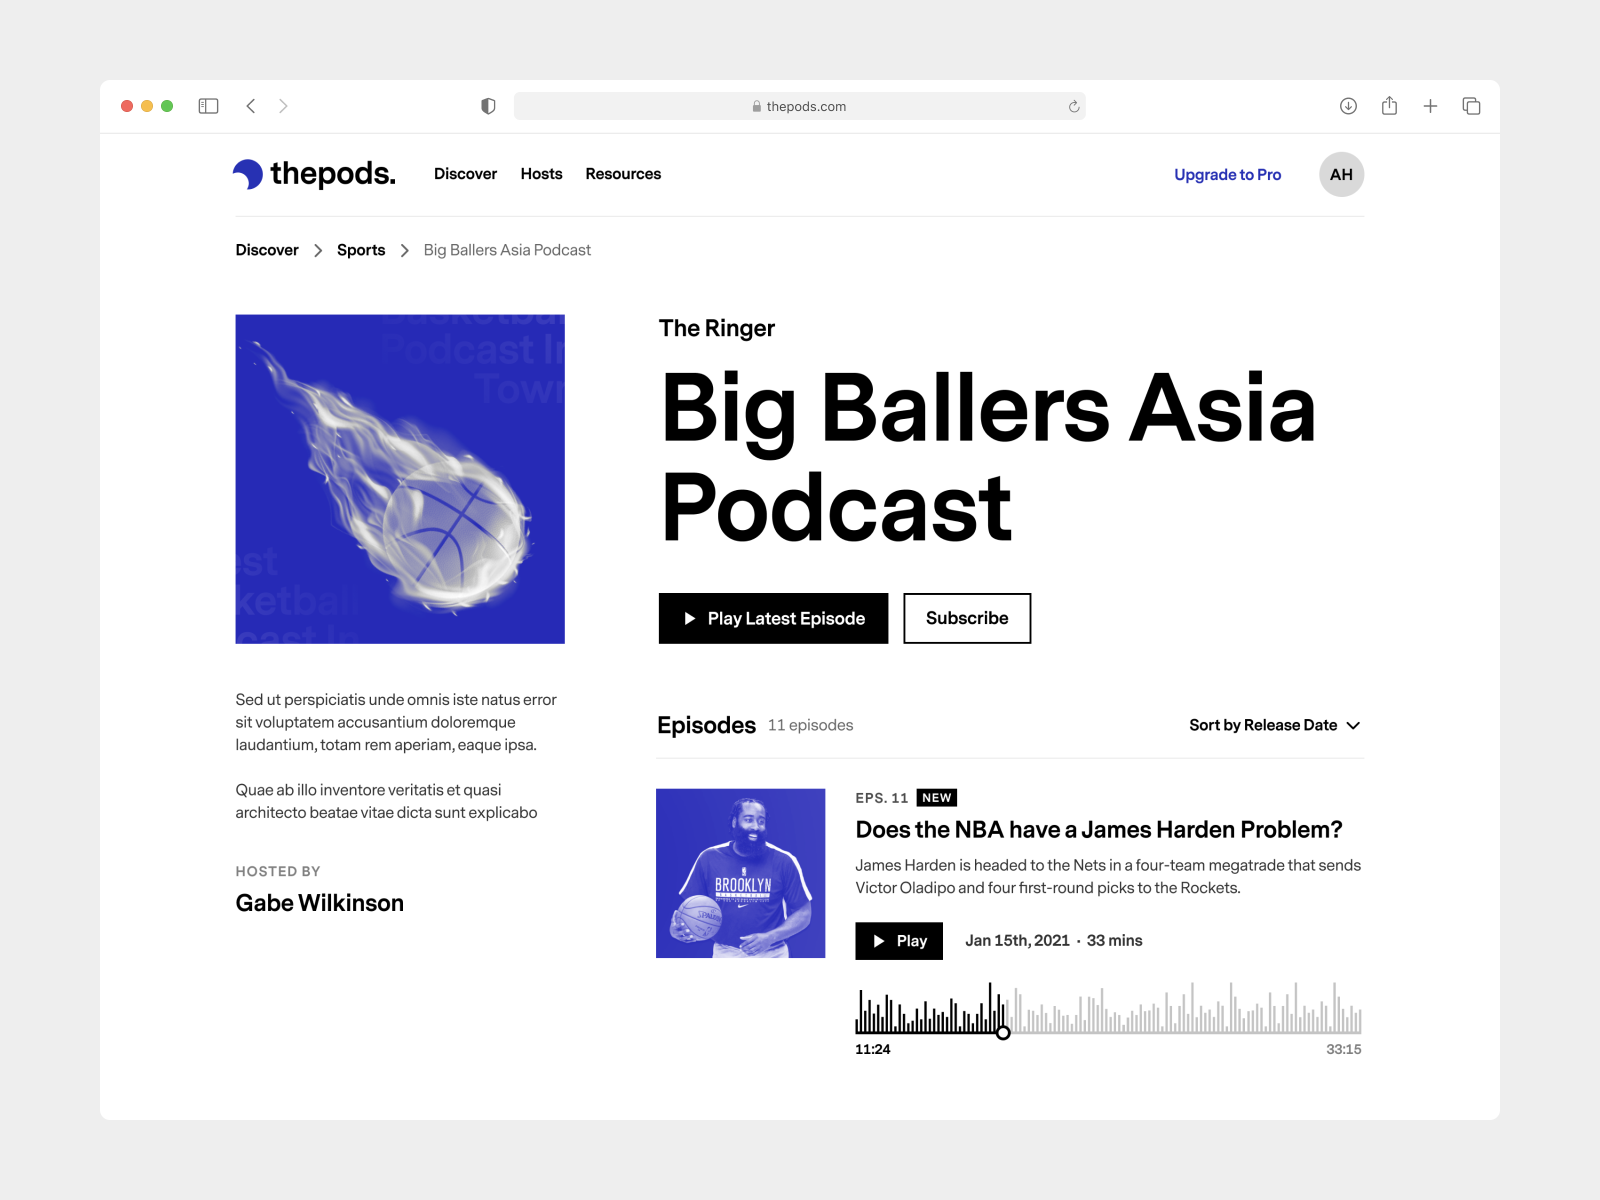 thepods.com
thepods.
Discover
Hosts
Resources
Upgrade to Pro
AH
Discover
Sports
Big Ballers Asia Podcast
Podcast In
Town
est
ketball
cast In
The Ringer
Big Ballers Asia
Podcast
Play Latest Episode
Subscribe
Sed ut perspiciatis unde omnis iste natus error
sit voluptatem accusantium doloremque
laudantium, totam rem aperiam, eaque ipsa.
Quae ab illo inventore veritatis et quasi
architecto beatae vitae dicta sunt explicabo
HOSTED BY
Gabe Wilkinson
Episodes
11 episodes
Sort by Release Date
BROOKLYN
SPALDING
EPS. 11
NEW
Does the NBA have a James Harden Problem?
James Harden is headed to the Nets in a four-team megatrade that sends
Victor Oladipo and four first-round picks to the Rockets.
Play
Jan 15th, 2021 · 33 mins
11:24
33:15